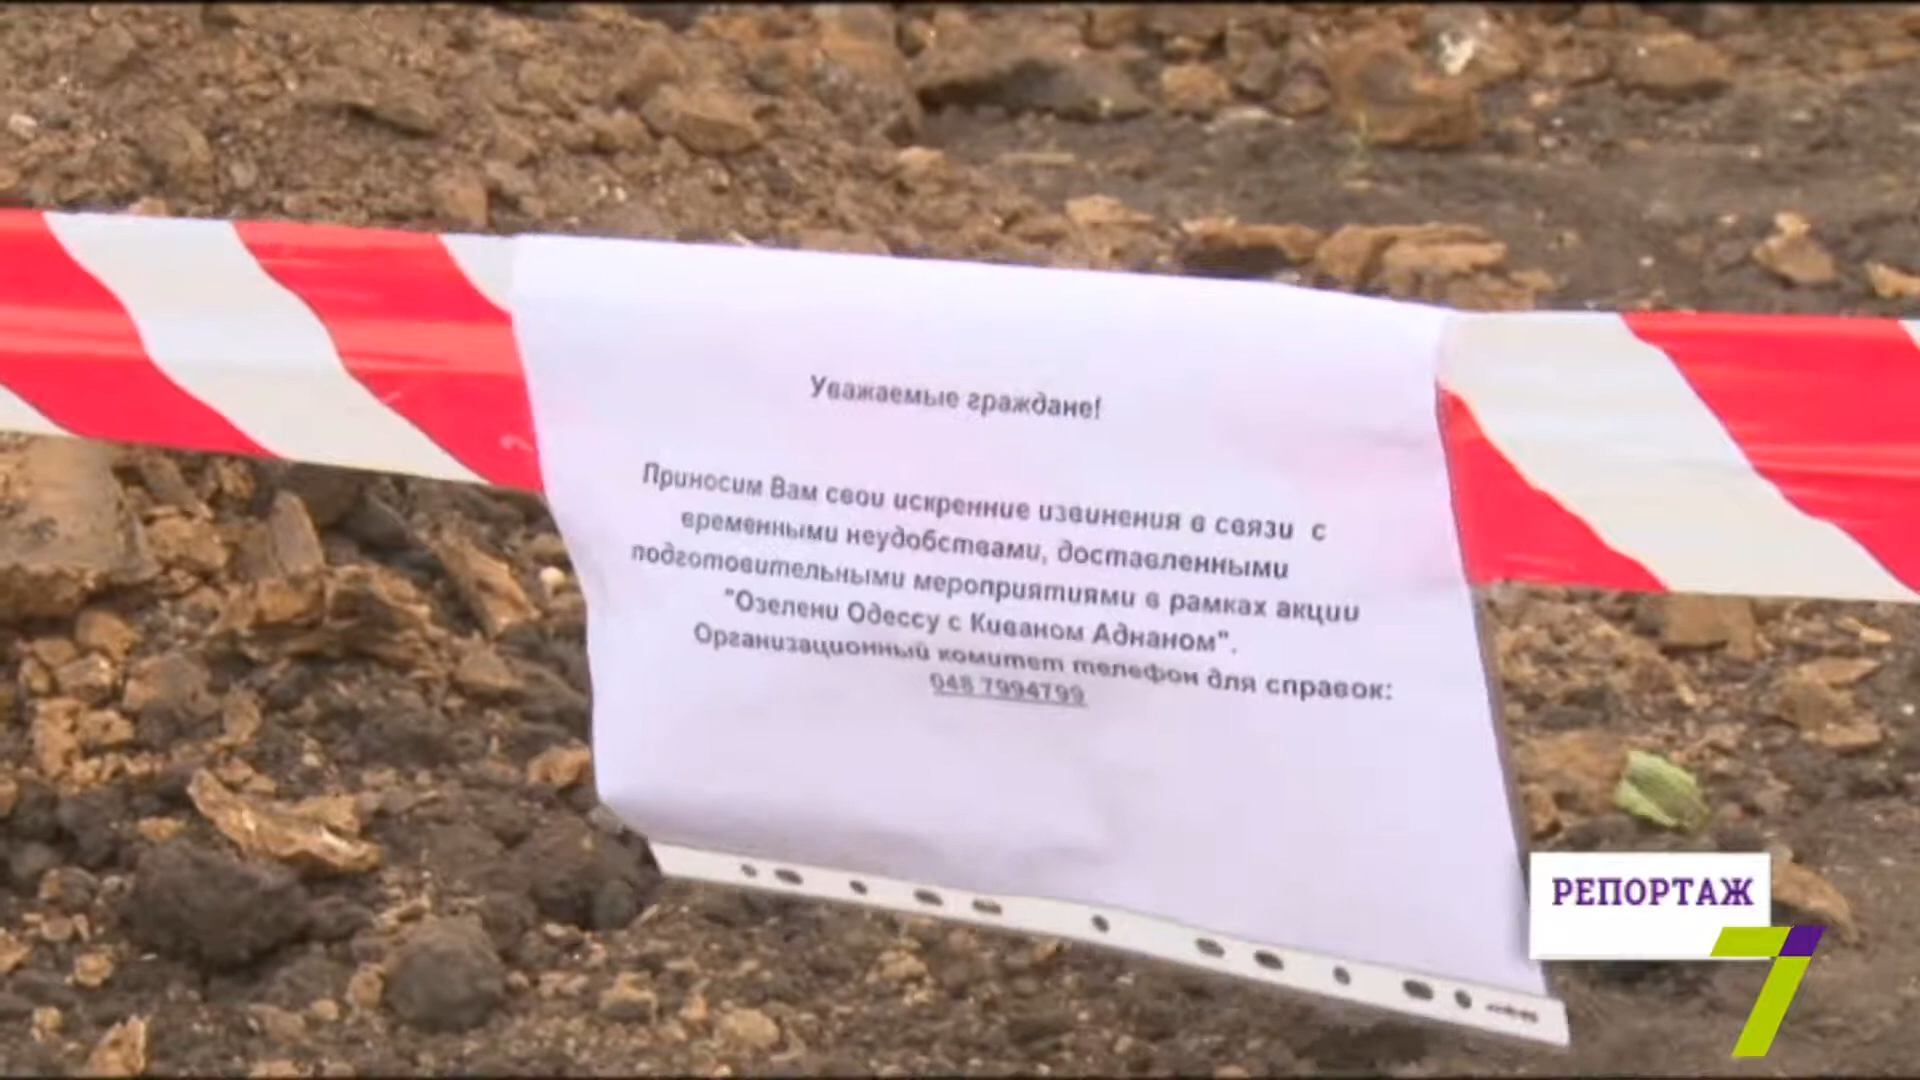 Уважаемые граждане!
Приносим Вам свои искренние извинения в связи с
временными неудобствами, доставленными
подготовительными мероприятиями в рамках акции
"Озелени Одессу с Киваном Аднаном".
Организационный комитет телефон для справок:
048 7994799
РЕПОРТАЖ
7